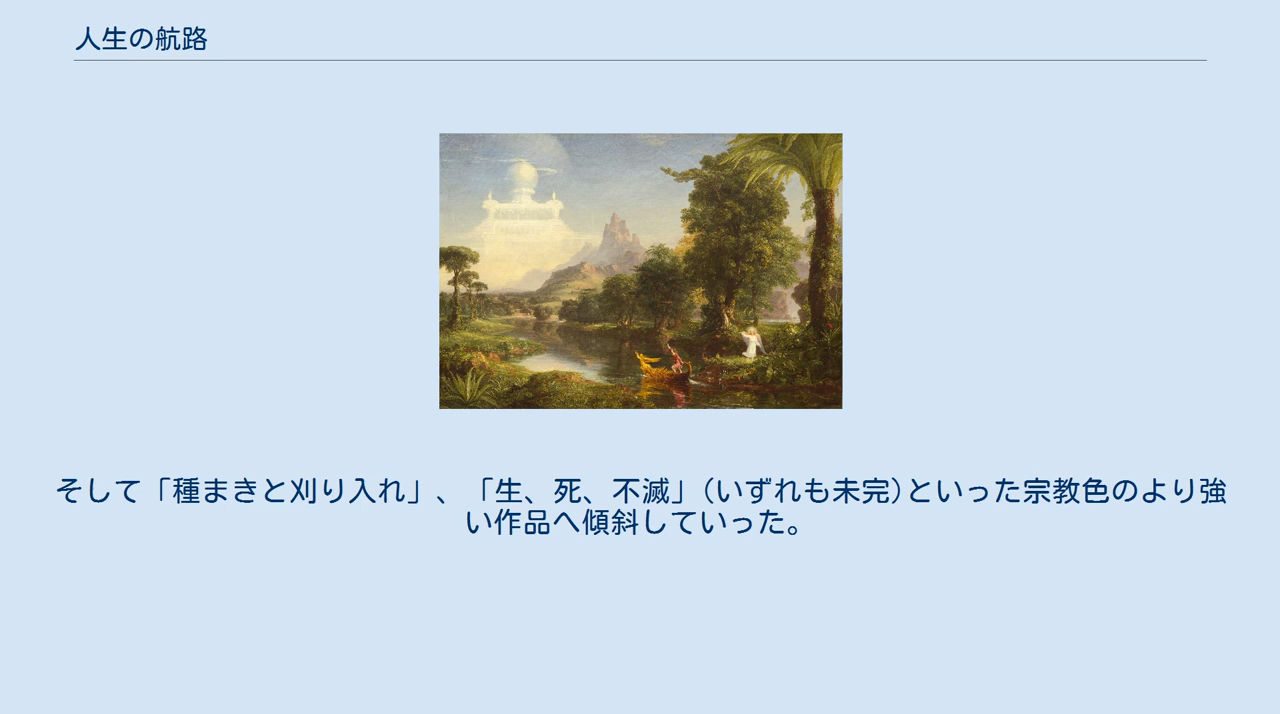 人生の航路
そして「種まきと刈り入れ」、「生、死、不滅」(いずれも未完)といった宗教色のより強
い作品へ傾斜していった。